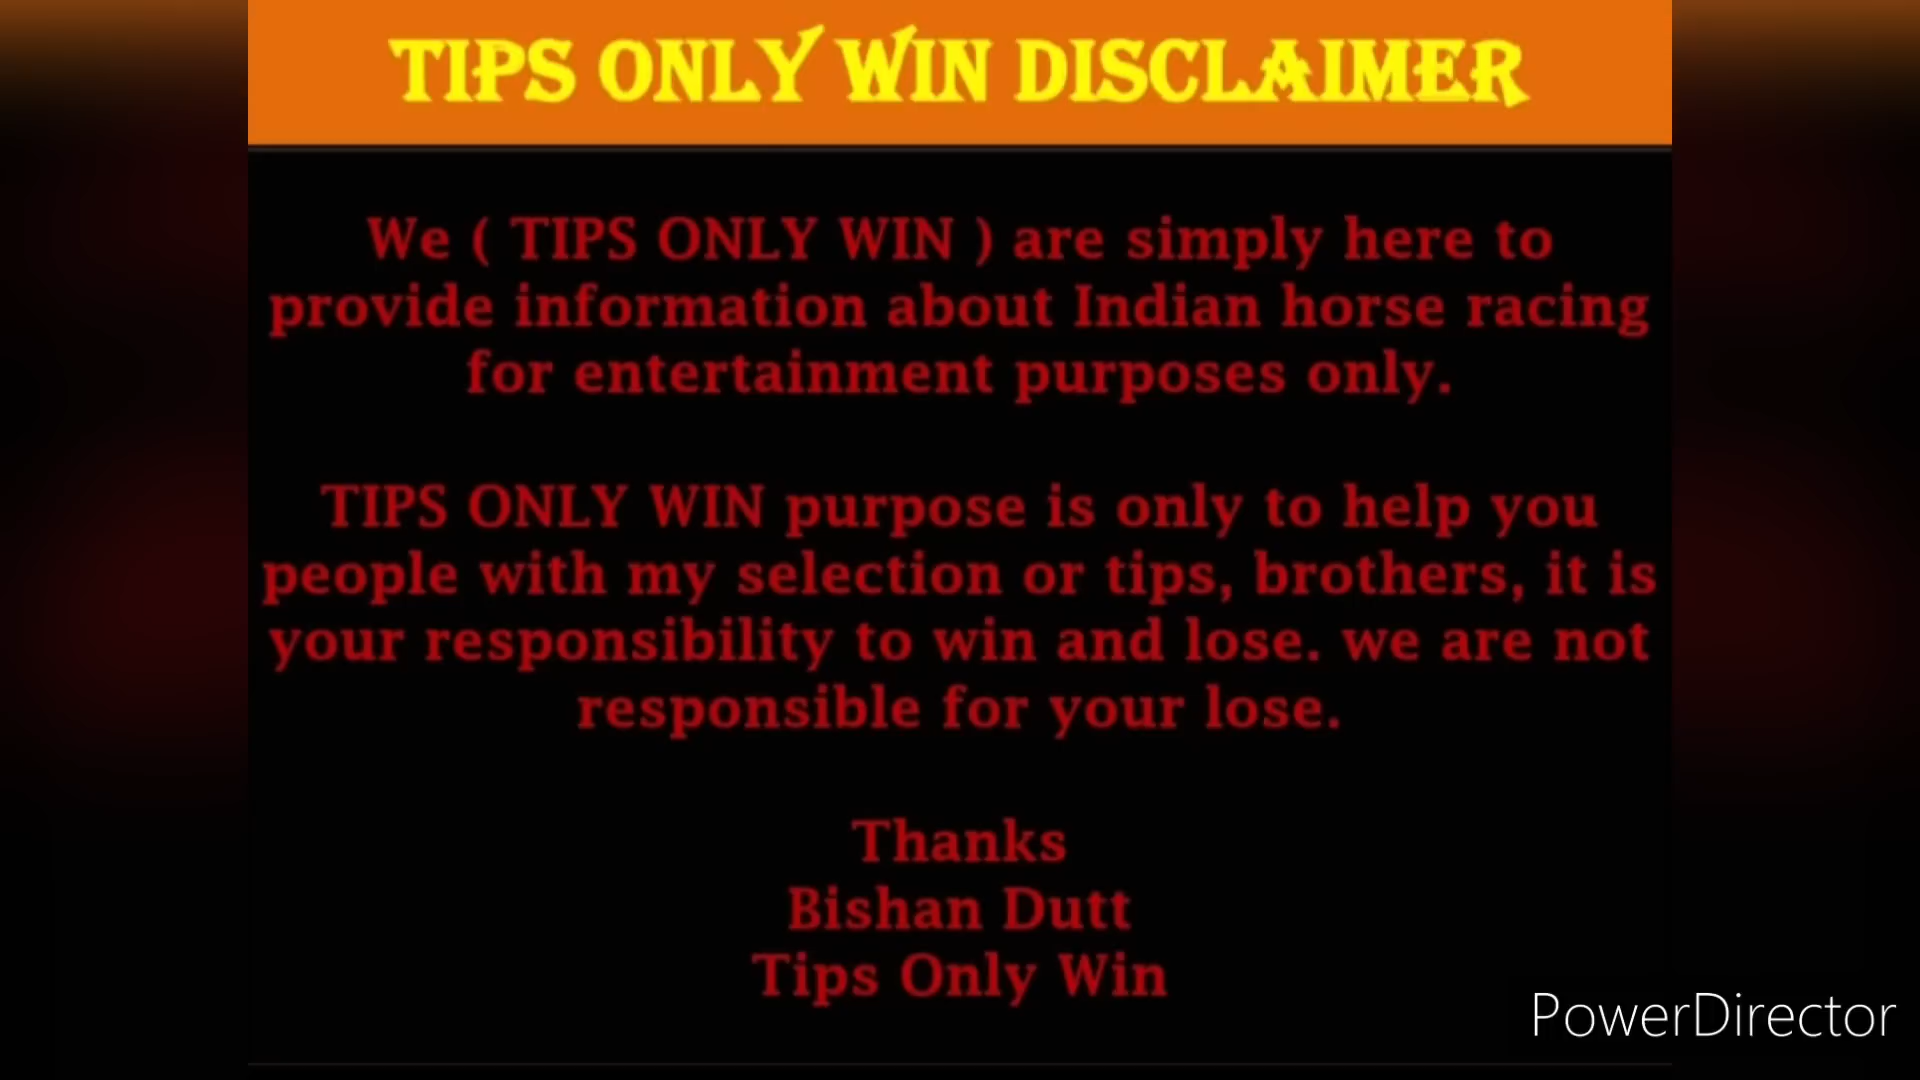 TIPS ONLY WIN DISCLAIMER
We ( TIPS ONLY WIN ) are simply here to
provide information about Indian horse racing
for entertainment purposes only.
TIPS ONLY WIN purpose is only to help you
people with my selection or tips, brothers, it is
your responsibility to win and lose. we are not
responsible for your lose.
Thanks
Bishan Dutt
Tips Only Win
PowerDirector